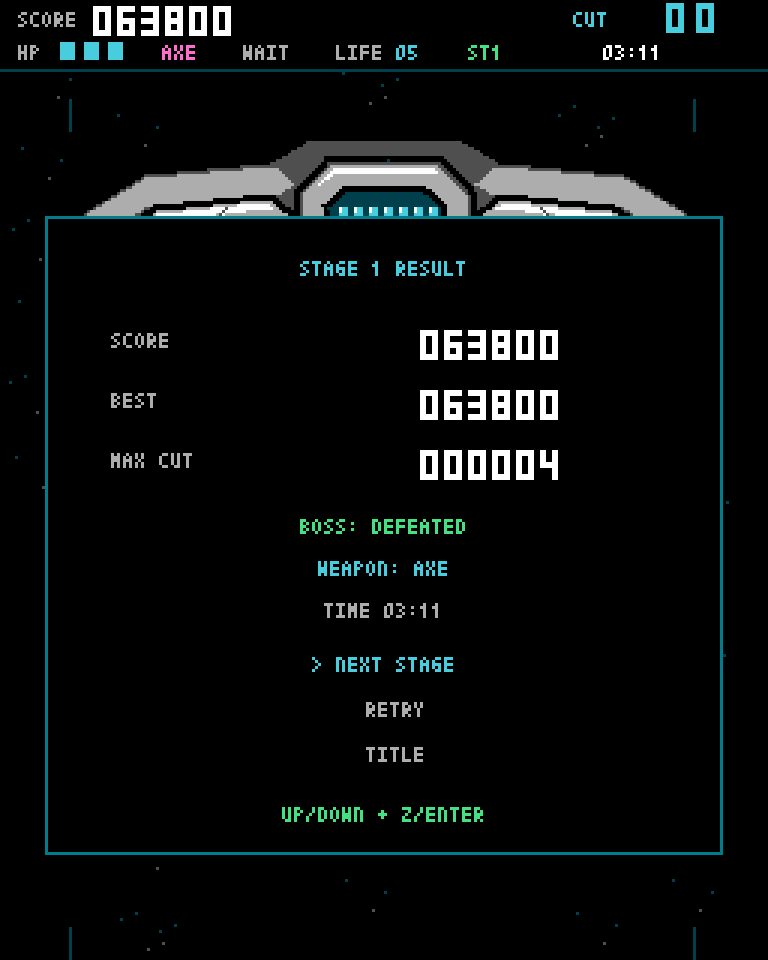 SCORE 063800 CUT 00
HP AXE WAIT LIFE 05 ST1 03:11
STAGE 1 RESULT
SCORE 063800
BEST 063800
MAX CUT 000004
BOSS: DEFEATED
WEAPON: AXE
TIME 03:11
> NEXT STAGE
RETRY
TITLE
UP/DOWN + Z/ENTER